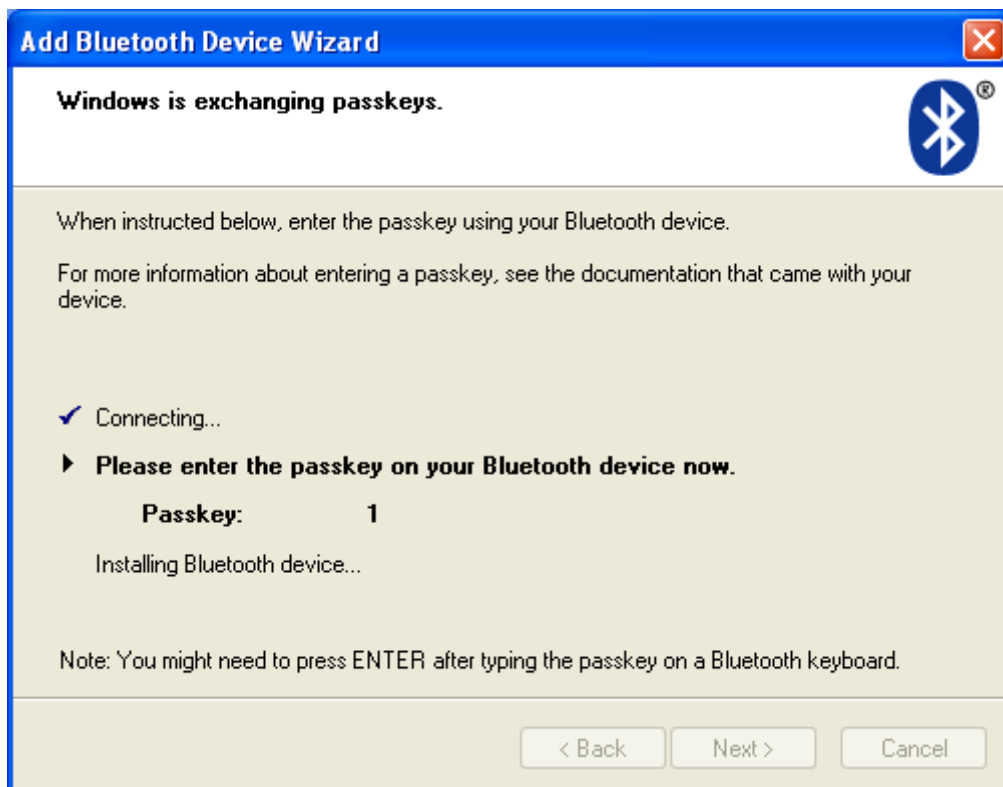 Add Bluetooth Device Wizard
Windows is exchanging passkeys.
®
When instructed below, enter the passkey using your Bluetooth device.
For more information about entering a passkey, see the documentation that came with your
device.
Connecting...
Please enter the passkey on your Bluetooth device now.
Passkey: 1
Installing Bluetooth device...
Note: You might need to press ENTER after typing the passkey on a Bluetooth keyboard.
< Back Next > Cancel